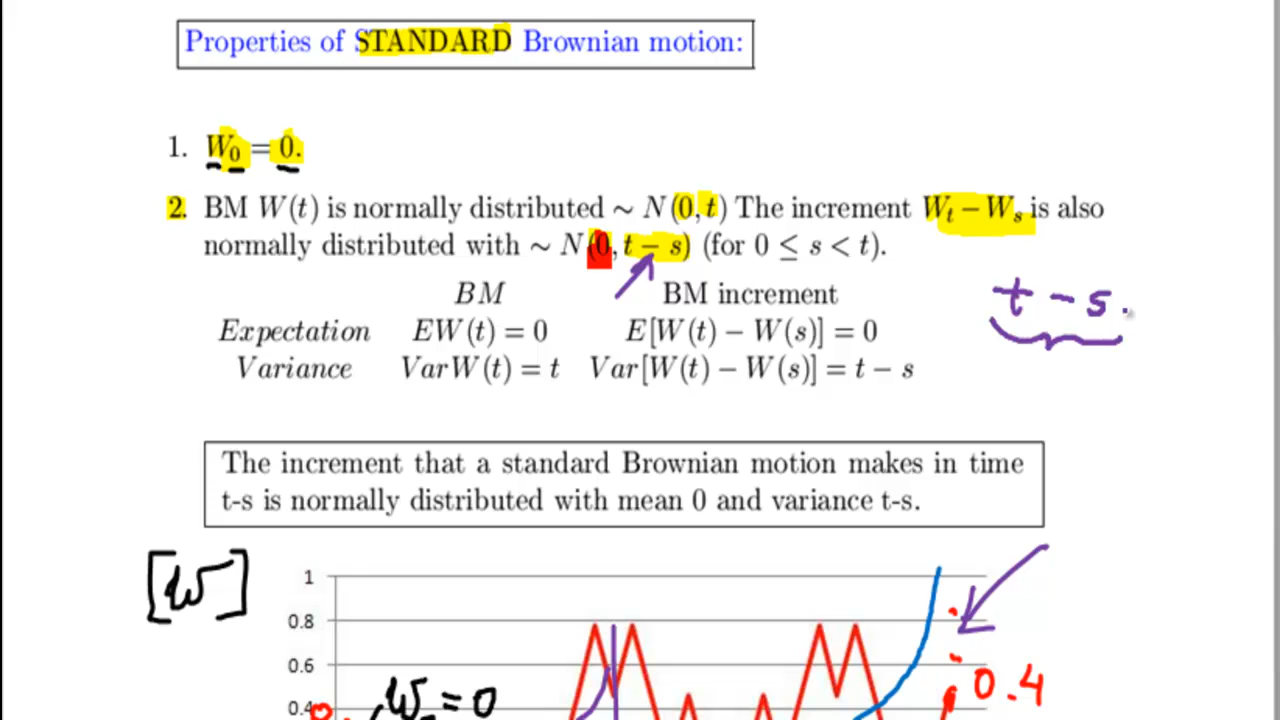 Properties of STANDARD Brownian motion:
1. W₀ = 0.
2. BM W(t) is normally distributed ∼ N(0, t) The increment Wₜ − Wₛ is also
normally distributed with ∼ N(0, t − s) (for 0 ≤ s < t).
t - s.
BM BM increment
Expectation EW(t) = 0 E[W(t) − W(s)] = 0
Variance VarW(t) = t Var[W(t) − W(s)] = t − s
The increment that a standard Brownian motion makes in time
t-s is normally distributed with mean 0 and variance t-s.
[W]
1
0.8
0.6
0.4
0.4